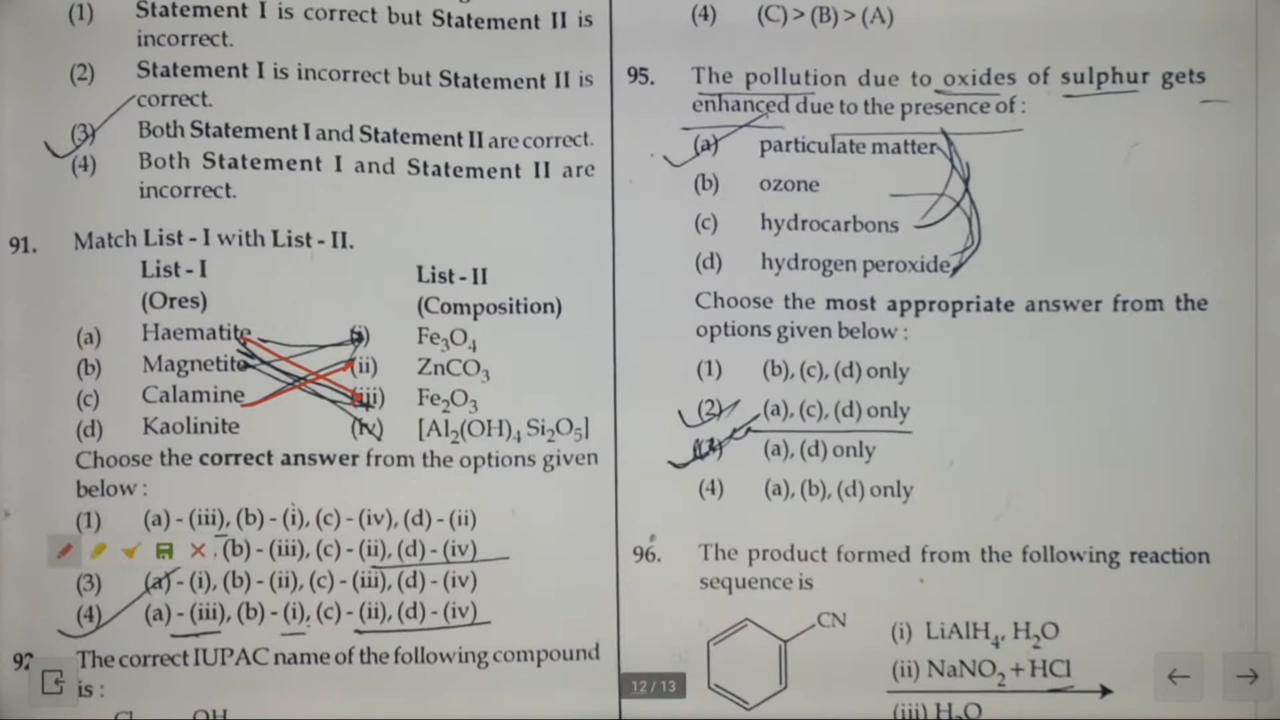 (1) Statement I is correct but Statement II is
incorrect.
(2) Statement I is incorrect but Statement II is
correct.
(3) Both Statement I and Statement II are correct.
(4) Both Statement I and Statement II are
incorrect.
91. Match List - I with List - II.
List - I List - II
(Ores) (Composition)
(a) Haematite (i) Fe₃O₄
(b) Magnetite (ii) ZnCO₃
(c) Calamine (iii) Fe₂O₃
(d) Kaolinite (iv) [Al₂(OH)₄ Si₂O₅]
Choose the correct answer from the options given
below :
(1) (a) - (iii), (b) - (i), (c) - (iv), (d) - (ii)
(b) - (iii), (c) - (ii), (d) - (iv)
(3) (a) - (i), (b) - (ii), (c) - (iii), (d) - (iv)
(4) (a) - (iii), (b) - (i), (c) - (ii), (d) - (iv)
The correct IUPAC name of the following compound
is :
OH
(4) (C) > (B) > (A)
95. The pollution due to oxides of sulphur gets
enhanced due to the presence of :
(a) particulate matter
(b) ozone
(c) hydrocarbons
(d) hydrogen peroxide
Choose the most appropriate answer from the
options given below :
(1) (b), (c), (d) only
(2) (a), (c), (d) only
(a), (d) only
(4) (a), (b), (d) only
96. The product formed from the following reaction
sequence is
CN
(i) LiAlH₄, H₂O
(ii) NaNO₂ + HCl
(iii) H₂O
12 / 13